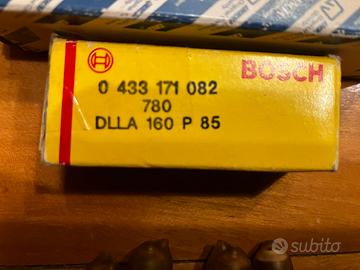 BOSCH
0 433 171 082
780
DLLA 160 P 85
subito